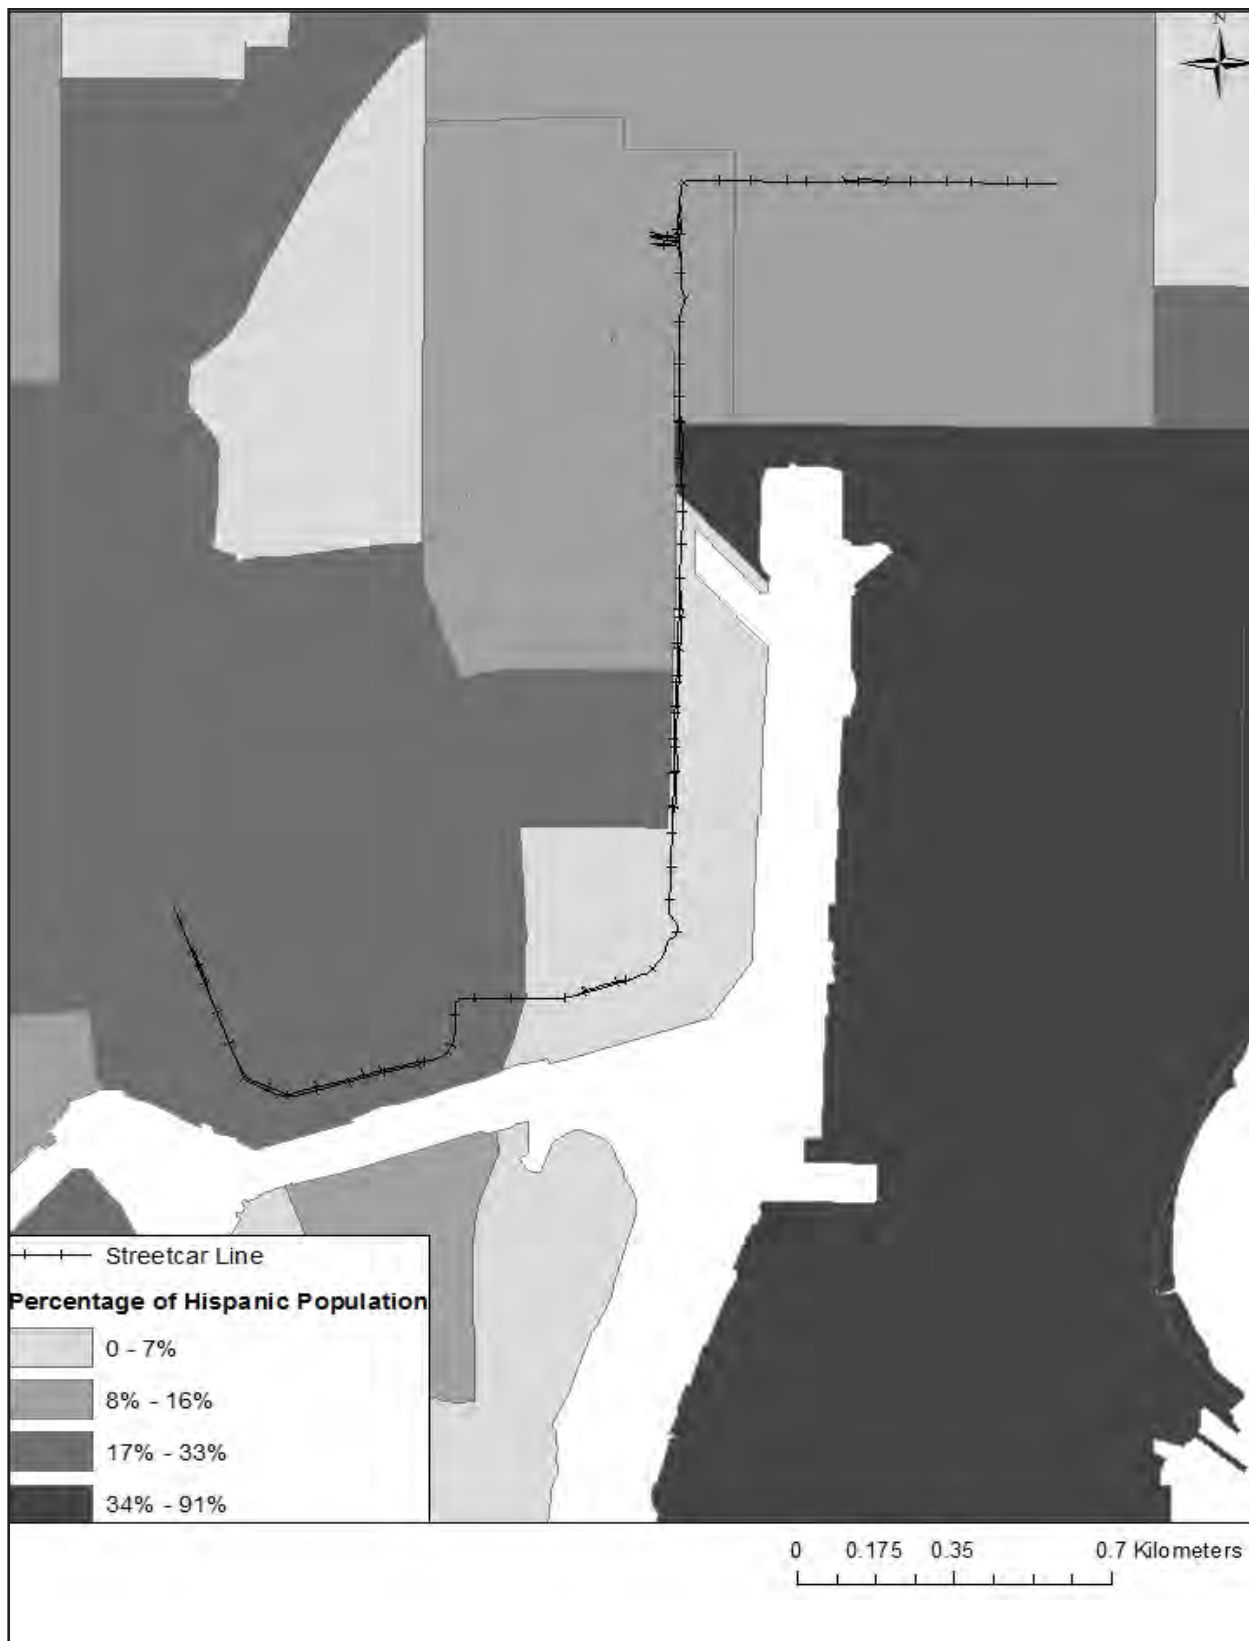 N
Streetcar Line
Percentage of Hispanic Population
0 - 7%
8% - 16%
17% - 33%
34% - 91%
0 0.175 0.35 0.7 Kilometers